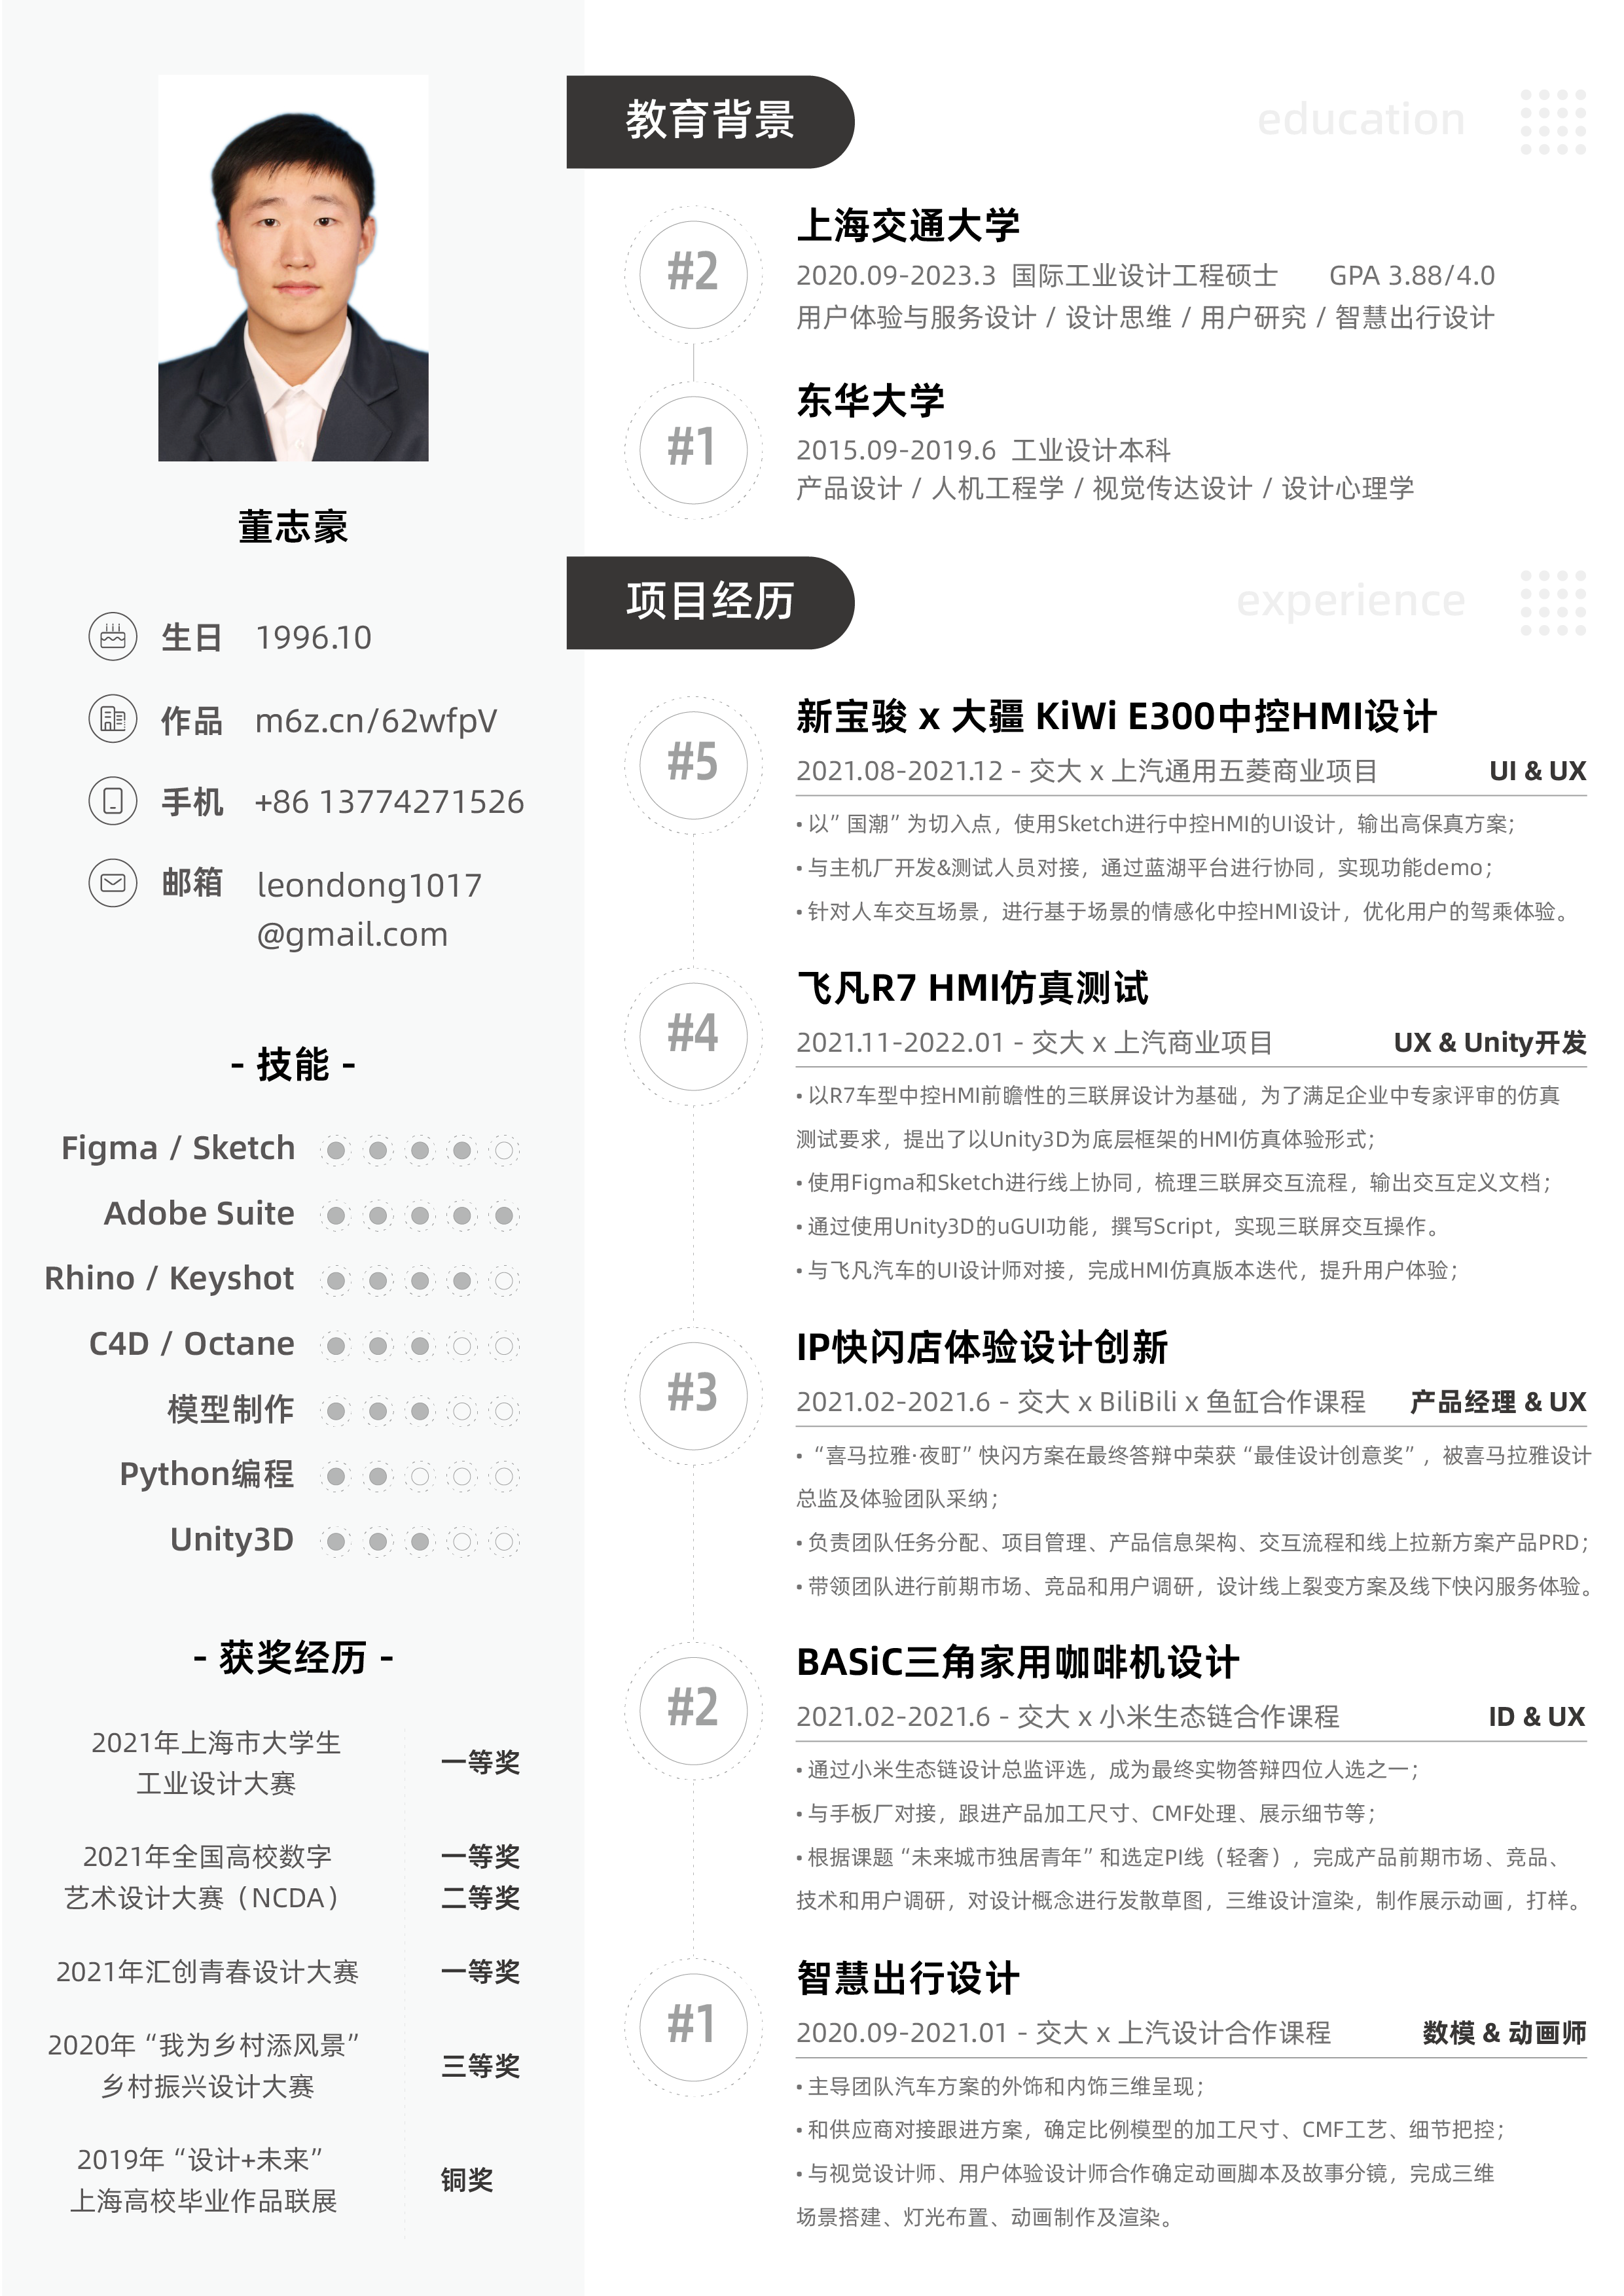 董志豪
生日 1996.10
作品 m6z.cn/62wfpV
手机 +86 13774271526
邮箱 leondong1017
@gmail.com
- 技能 -
Figma / Sketch
Adobe Suite
Rhino / Keyshot
C4D / Octane
模型制作
Python编程
Unity3D
- 获奖经历 -
2021年上海市大学生
工业设计大赛
一等奖
2021年全国高校数字
艺术设计大赛（NCDA）
一等奖
二等奖
2021年汇创青春设计大赛
一等奖
2020年“我为乡村添风景”
乡村振兴设计大赛
三等奖
2019年“设计+未来”
上海高校毕业作品联展
铜奖
教育背景
education
#2
上海交通大学
2020.09-2023.3 国际工业设计工程硕士 GPA 3.88/4.0
用户体验与服务设计 / 设计思维 / 用户研究 / 智慧出行设计
#1
东华大学
2015.09-2019.6 工业设计本科
产品设计 / 人机工程学 / 视觉传达设计 / 设计心理学
项目经历
experience
#5
新宝骏 x 大疆 KiWi E300中控HMI设计
2021.08-2021.12 - 交大 x 上汽通用五菱商业项目 UI & UX
• 以”国潮”为切入点，使用Sketch进行中控HMI的UI设计，输出高保真方案；
• 与主机厂开发&测试人员对接，通过蓝湖平台进行协同，实现功能demo；
• 针对人车交互场景，进行基于场景的情感化中控HMI设计，优化用户的驾乘体验。
#4
飞凡R7 HMI仿真测试
2021.11-2022.01 - 交大 x 上汽商业项目 UX & Unity开发
• 以R7车型中控HMI前瞻性的三联屏设计为基础，为了满足企业中专家评审的仿真
测试要求，提出了以Unity3D为底层框架的HMI仿真体验形式；
• 使用Figma和Sketch进行线上协同，梳理三联屏交互流程，输出交互定义文档；
• 通过使用Unity3D的uGUI功能，撰写Script，实现三联屏交互操作。
• 与飞凡汽车的UI设计师对接，完成HMI仿真版本迭代，提升用户体验；
#3
IP快闪店体验设计创新
2021.02-2021.6 - 交大 x BiliBili x 鱼缸合作课程 产品经理 & UX
• “喜马拉雅·夜町”快闪方案在最终答辩中荣获“最佳设计创意奖”，被喜马拉雅设计
总监及体验团队采纳；
• 负责团队任务分配、项目管理、产品信息架构、交互流程和线上拉新方案产品PRD；
• 带领团队进行前期市场、竞品和用户调研，设计线上裂变方案及线下快闪服务体验。
#2
BASiC三角家用咖啡机设计
2021.02-2021.6 - 交大 x 小米生态链合作课程 ID & UX
• 通过小米生态链设计总监评选，成为最终实物答辩四位人选之一；
• 与手板厂对接，跟进产品加工尺寸、CMF处理、展示细节等；
• 根据课题“未来城市独居青年”和选定PI线（轻奢），完成产品前期市场、竞品、
技术和用户调研，对设计概念进行发散草图，三维设计渲染，制作展示动画，打样。
#1
智慧出行设计
2020.09-2021.01 - 交大 x 上汽设计合作课程 数模 & 动画师
• 主导团队汽车方案的外饰和内饰三维呈现；
• 和供应商对接跟进方案，确定比例模型的加工尺寸、CMF工艺、细节把控；
• 与视觉设计师、用户体验设计师合作确定动画脚本及故事分镜，完成三维
场景搭建、灯光布置、动画制作及渲染。